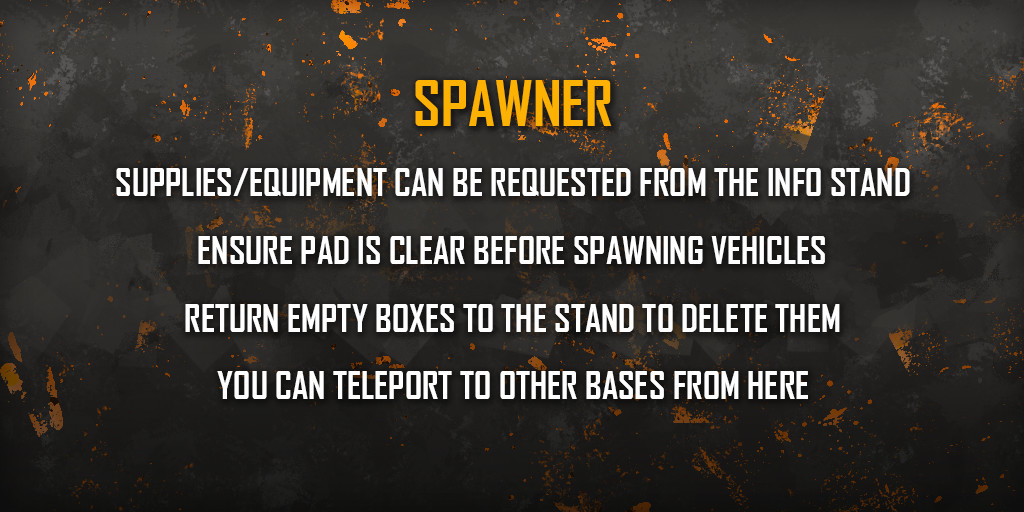 SPAWNER
SUPPLIES/EQUIPMENT CAN BE REQUESTED FROM THE INFO STAND
ENSURE PAD IS CLEAR BEFORE SPAWNING VEHICLES
RETURN EMPTY BOXES TO THE STAND TO DELETE THEM
YOU CAN TELEPORT TO OTHER BASES FROM HERE